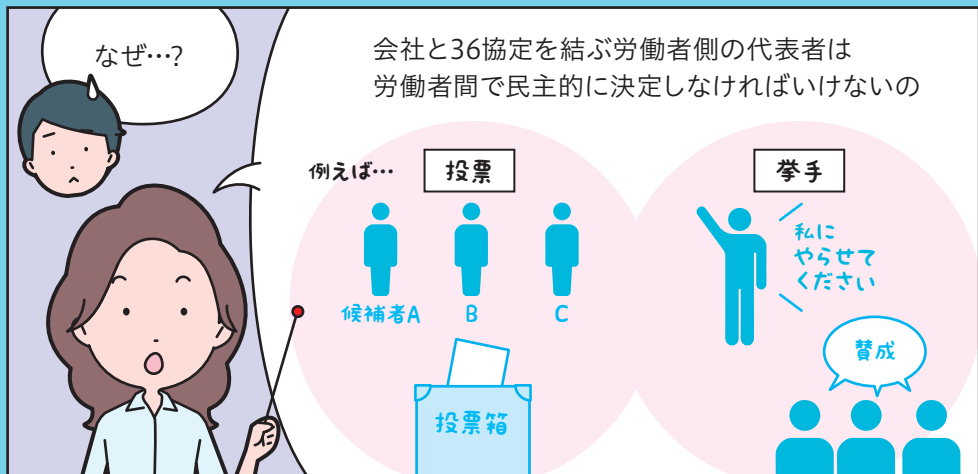 なぜ…?
会社と36協定を結ぶ労働者側の代表者は
労働者間で民主的に決定しなければいけないの
例えば…
投票
候補者A
B
C
投票箱
挙手
私に
やらせて
ください
賛成